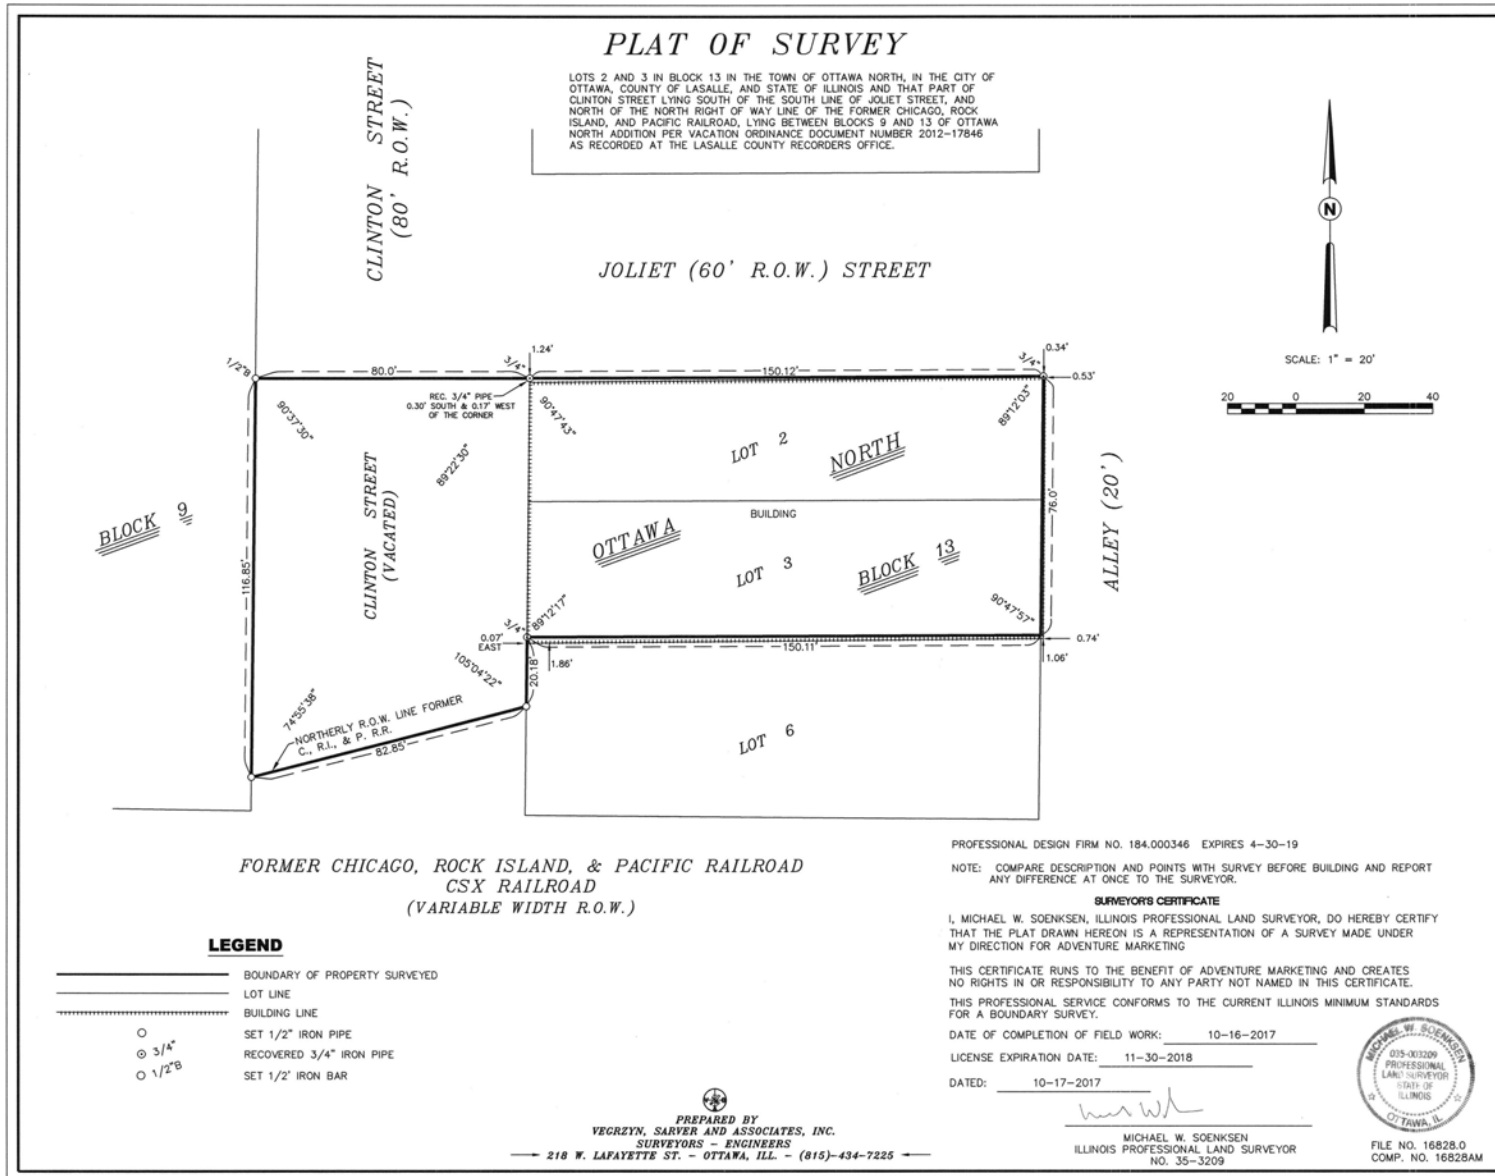 PLAT OF SURVEY
LOTS 2 AND 3 IN BLOCK 13 IN THE TOWN OF OTTAWA NORTH, IN THE CITY OF
OTTAWA, COUNTY OF LASALLE, AND STATE OF ILLINOIS AND THAT PART OF
CLINTON STREET LYING SOUTH OF THE SOUTH LINE OF JOLIET STREET, AND
NORTH OF THE NORTH RIGHT OF WAY LINE OF THE FORMER CHICAGO, ROCK
ISLAND, AND PACIFIC RAILROAD, LYING BETWEEN BLOCKS 9 AND 13 OF OTTAWA
NORTH ADDITION PER VACATION ORDINANCE DOCUMENT NUMBER 2012-17846
AS RECORDED AT THE LASALLE COUNTY RECORDERS OFFICE.
CLINTON STREET
(80' R.O.W.)
N
JOLIET (60' R.O.W.) STREET
SCALE: 1" = 20'
20 0 20 40
1/2"B
80.0'
3/4"
1.24'
150.12'
3/4"
0.34'
0.53'
REC. 3/4" PIPE
0.30' SOUTH & 0.17' WEST
OF THE CORNER
90°37'30"
89°22'30"
90°47'43"
89°12'03"
LOT 2
NORTH
CLINTON STREET
(VACATED)
BLOCK 9
116.85'
BUILDING
OTTAWA
LOT 3
BLOCK 13
76.0'
ALLEY (20')
3/4"
89°12'17"
90°47'57"
0.07'
EAST
150.11'
0.74'
1.86'
1.06'
20.18'
105°04'22"
74°55'38"
NORTHERLY R.O.W. LINE FORMER
C., R.I., & P. R.R.
82.85'
LOT 6
FORMER CHICAGO, ROCK ISLAND, & PACIFIC RAILROAD
CSX RAILROAD
(VARIABLE WIDTH R.O.W.)
LEGEND
BOUNDARY OF PROPERTY SURVEYED
LOT LINE
BUILDING LINE
SET 1/2" IRON PIPE
3/4" RECOVERED 3/4" IRON PIPE
1/2"B SET 1/2' IRON BAR
PREPARED BY
VEGRZYN, SARVER AND ASSOCIATES, INC.
SURVEYORS - ENGINEERS
218 W. LAFAYETTE ST. - OTTAWA, ILL. - (815)-434-7225
PROFESSIONAL DESIGN FIRM NO. 184.000346 EXPIRES 4-30-19
NOTE: COMPARE DESCRIPTION AND POINTS WITH SURVEY BEFORE BUILDING AND REPORT
ANY DIFFERENCE AT ONCE TO THE SURVEYOR.
SURVEYOR'S CERTIFICATE
I, MICHAEL W. SOENKSEN, ILLINOIS PROFESSIONAL LAND SURVEYOR, DO HEREBY CERTIFY
THAT THE PLAT DRAWN HEREON IS A REPRESENTATION OF A SURVEY MADE UNDER
MY DIRECTION FOR ADVENTURE MARKETING
THIS CERTIFICATE RUNS TO THE BENEFIT OF ADVENTURE MARKETING AND CREATES
NO RIGHTS IN OR RESPONSIBILITY TO ANY PARTY NOT NAMED IN THIS CERTIFICATE.
THIS PROFESSIONAL SERVICE CONFORMS TO THE CURRENT ILLINOIS MINIMUM STANDARDS
FOR A BOUNDARY SURVEY.
DATE OF COMPLETION OF FIELD WORK: 10-16-2017
LICENSE EXPIRATION DATE: 11-30-2018
DATED: 10-17-2017
MICHAEL W. SOENKSEN
ILLINOIS PROFESSIONAL LAND SURVEYOR
NO. 35-3209
MICHAEL W. SOENKSEN
035-003209
PROFESSIONAL
LAND SURVEYOR
STATE OF
ILLINOIS
OTTAWA, IL.
FILE NO. 16828.0
COMP. NO. 16828AM